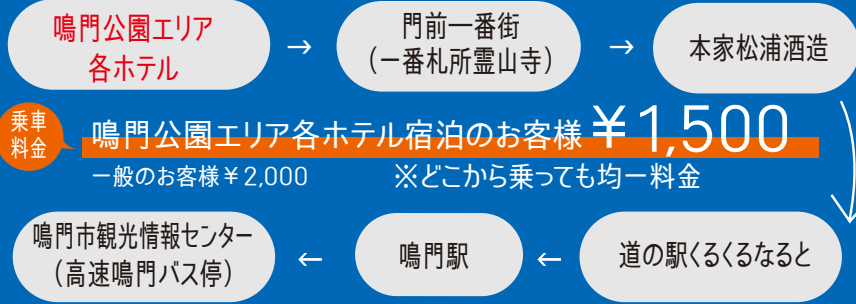 鳴門公園エリア
各ホテル
→
門前一番街
（一番札所霊山寺）
→
本家松浦酒造
乗車
料金
鳴門公園エリア各ホテル宿泊のお客様￥1,500
一般のお客様￥2,000 ※どこから乗っても均一料金
道の駅くるくるなると
←
鳴門駅
←
鳴門市観光情報センター
（高速鳴門バス停）